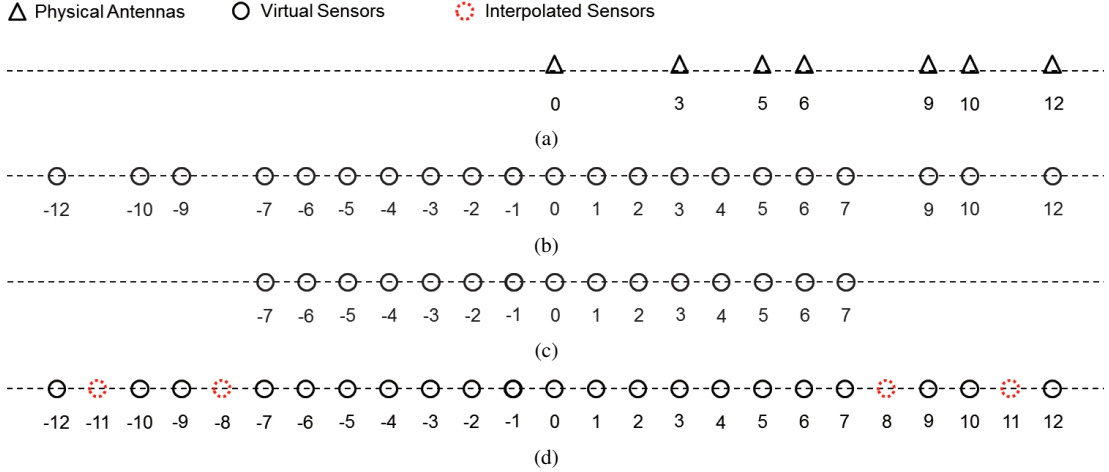 Physical Antennas Virtual Sensors Interpolated Sensors
0 3 5 6 9 10 12
(a)
-12 -10 -9 -7 -6 -5 -4 -3 -2 -1 0 1 2 3 4 5 6 7 9 10 12
(b)
-7 -6 -5 -4 -3 -2 -1 0 1 2 3 4 5 6 7
(c)
-12 -11 -10 -9 -8 -7 -6 -5 -4 -3 -2 -1 0 1 2 3 4 5 6 7 8 9 10 11 12
(d)